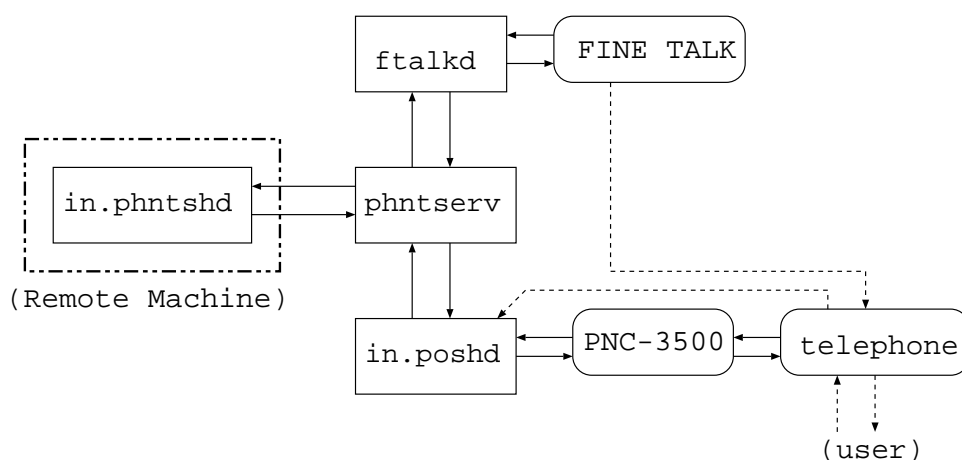 ftalkd
FINE TALK
in.phntshd
phntserv
(Remote Machine)
in.poshd
PNC-3500
telephone
(user)